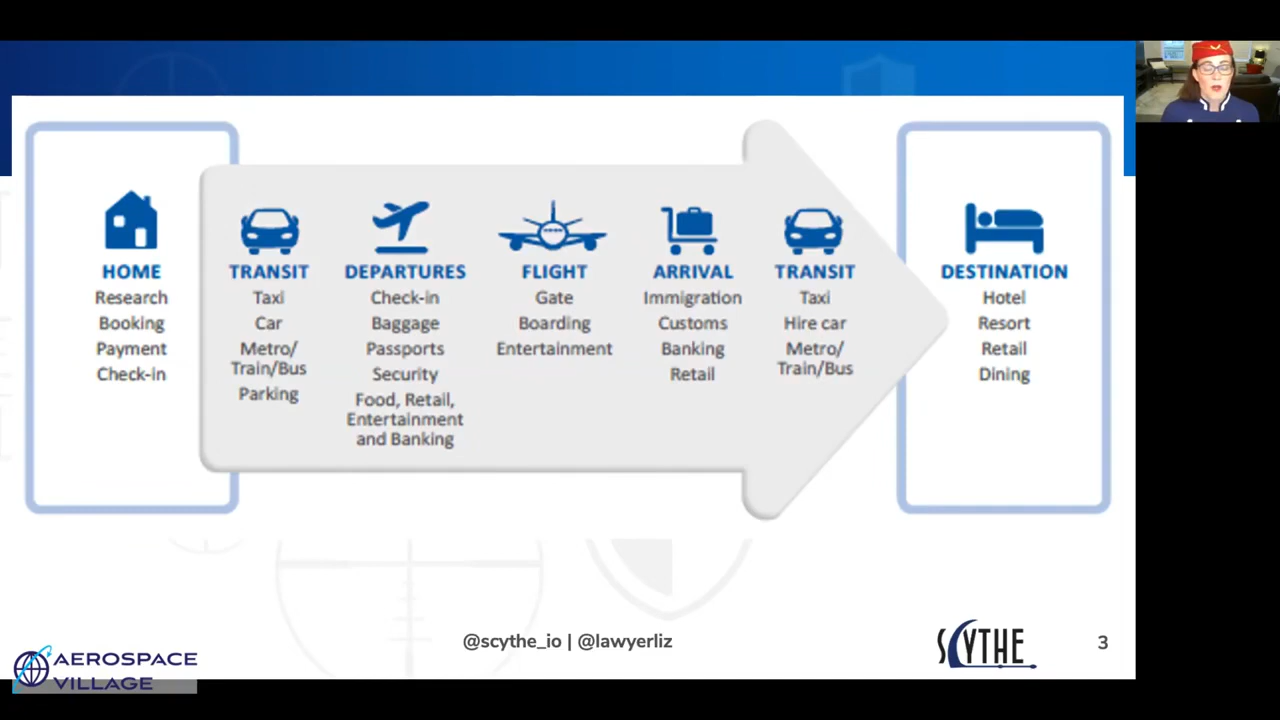 HOME
Research
Booking
Payment
Check-in
TRANSIT
Taxi
Car
Metro/
Train/Bus
Parking
DEPARTURES
Check-in
Baggage
Passports
Security
Food, Retail,
Entertainment
and Banking
FLIGHT
Gate
Boarding
Entertainment
ARRIVAL
Immigration
Customs
Banking
Retail
TRANSIT
Taxi
Hire car
Metro/
Train/Bus
DESTINATION
Hotel
Resort
Retail
Dining
@scythe_io | @lawyerliz
SCYTHE
3
AEROSPACE
VILLAGE